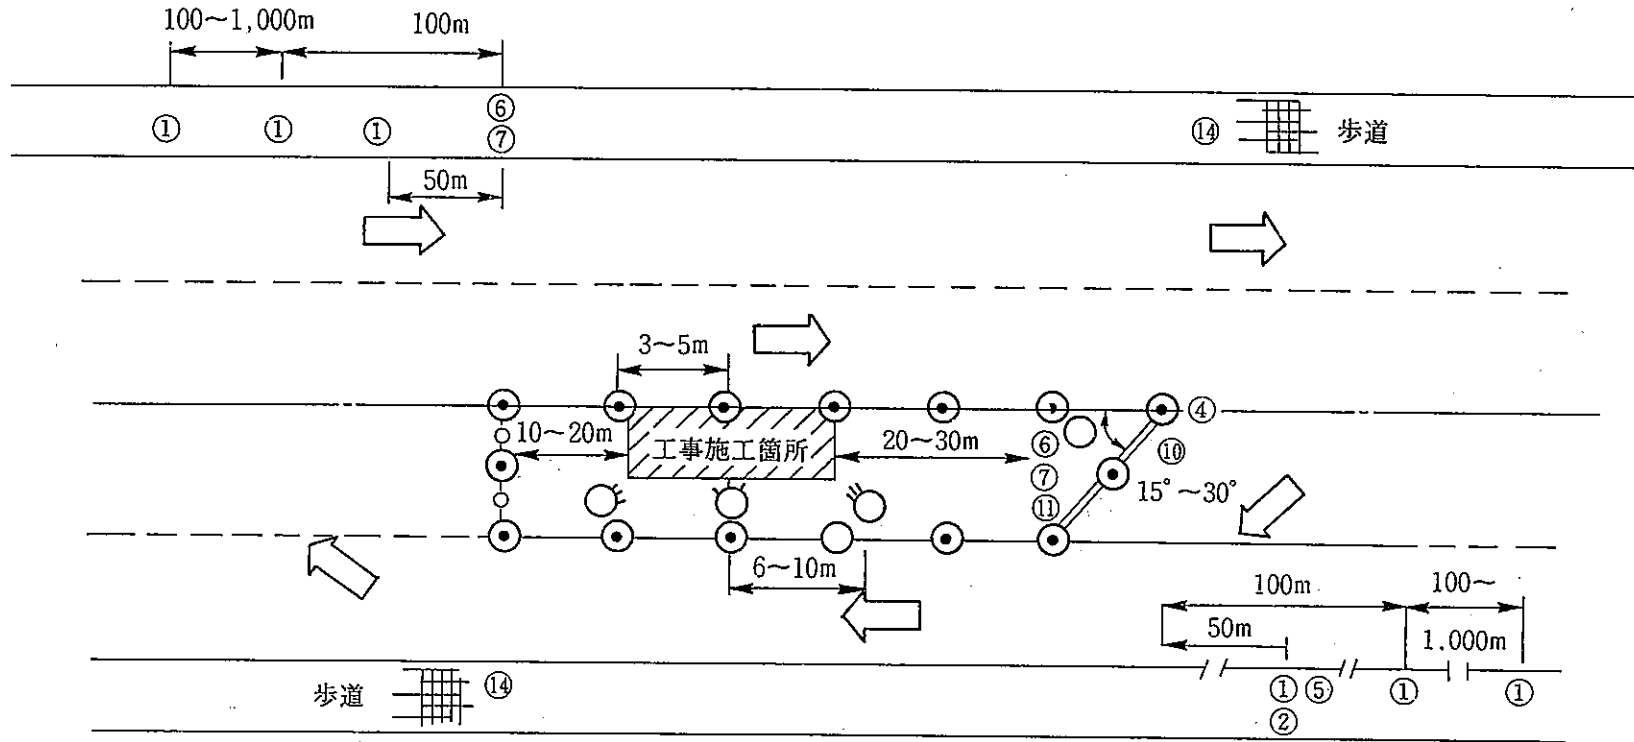 100～1,000m 100m
⑥
① ① ① ⑦
⑭ 歩道
50m
3～5m
④
10～20m 工事施工箇所 20～30m ⑥ ⑩
⑦
15°～30°
⑪
6～10m
100m 100～
50m 1.000m
歩道 ⑭
① ⑤ ① ①
②